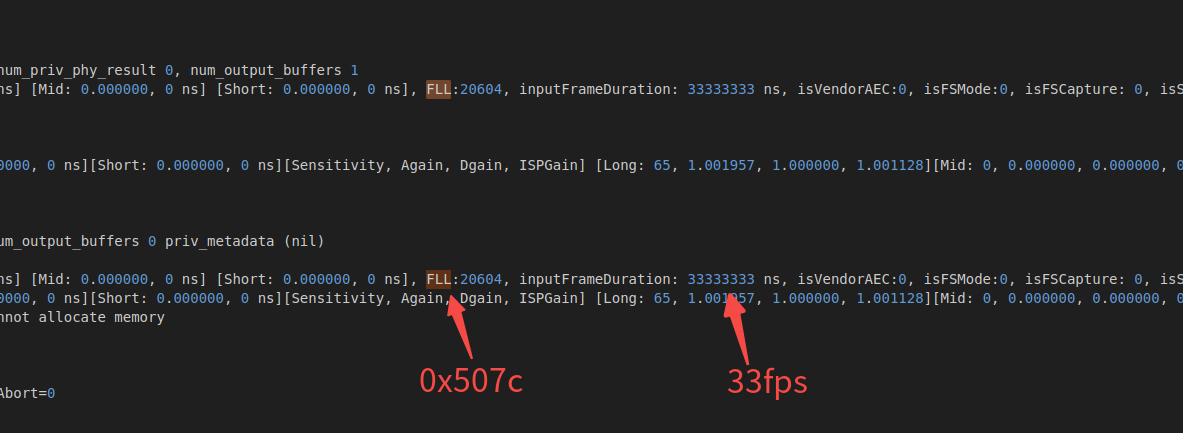 num_priv_phy_result 0, num_output_buffers 1
ns] [Mid: 0.000000, 0 ns] [Short: 0.000000, 0 ns], FLL:20604, inputFrameDuration: 33333333 ns, isVendorAEC:0, isFSMode:0, isFSCapture: 0, isS
0000, 0 ns][Short: 0.000000, 0 ns][Sensitivity, Again, Dgain, ISPGain] [Long: 65, 1.001957, 1.000000, 1.001128][Mid: 0, 0.000000, 0.000000, 0
um_output_buffers 0 priv_metadata (nil)
ns] [Mid: 0.000000, 0 ns] [Short: 0.000000, 0 ns], FLL:20604, inputFrameDuration: 33333333 ns, isVendorAEC:0, isFSMode:0, isFSCapture: 0, isS
0000, 0 ns][Short: 0.000000, 0 ns][Sensitivity, Again, Dgain, ISPGain] [Long: 65, 1.001957, 1.000000, 1.001128][Mid: 0, 0.000000, 0.000000, 0
nnot allocate memory
0x507c
33fps
Abort=0